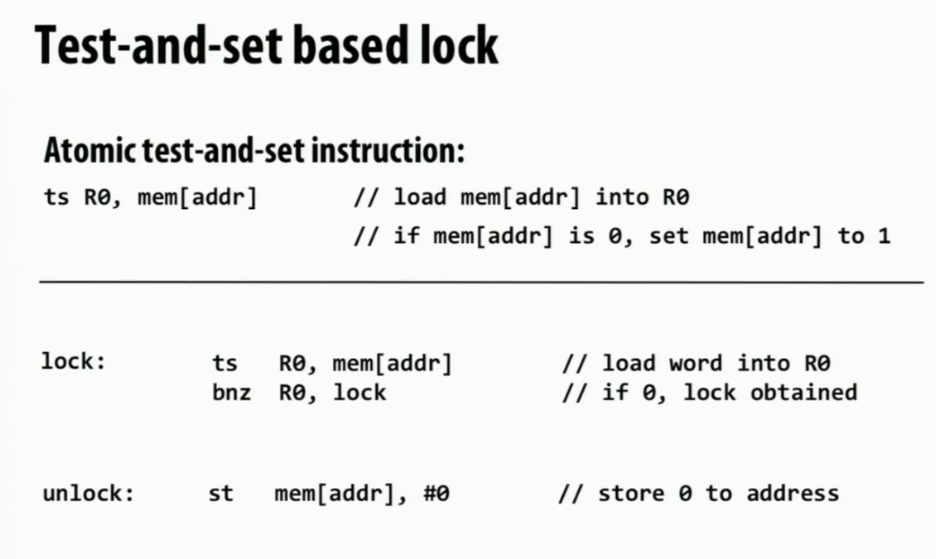 Test-and-set based lock
Atomic test-and-set instruction:
ts R0, mem[addr] // load mem[addr] into R0
// if mem[addr] is 0, set mem[addr] to 1
lock: ts R0, mem[addr] // load word into R0
bnz R0, lock // if 0, lock obtained
unlock: st mem[addr], #0 // store 0 to address